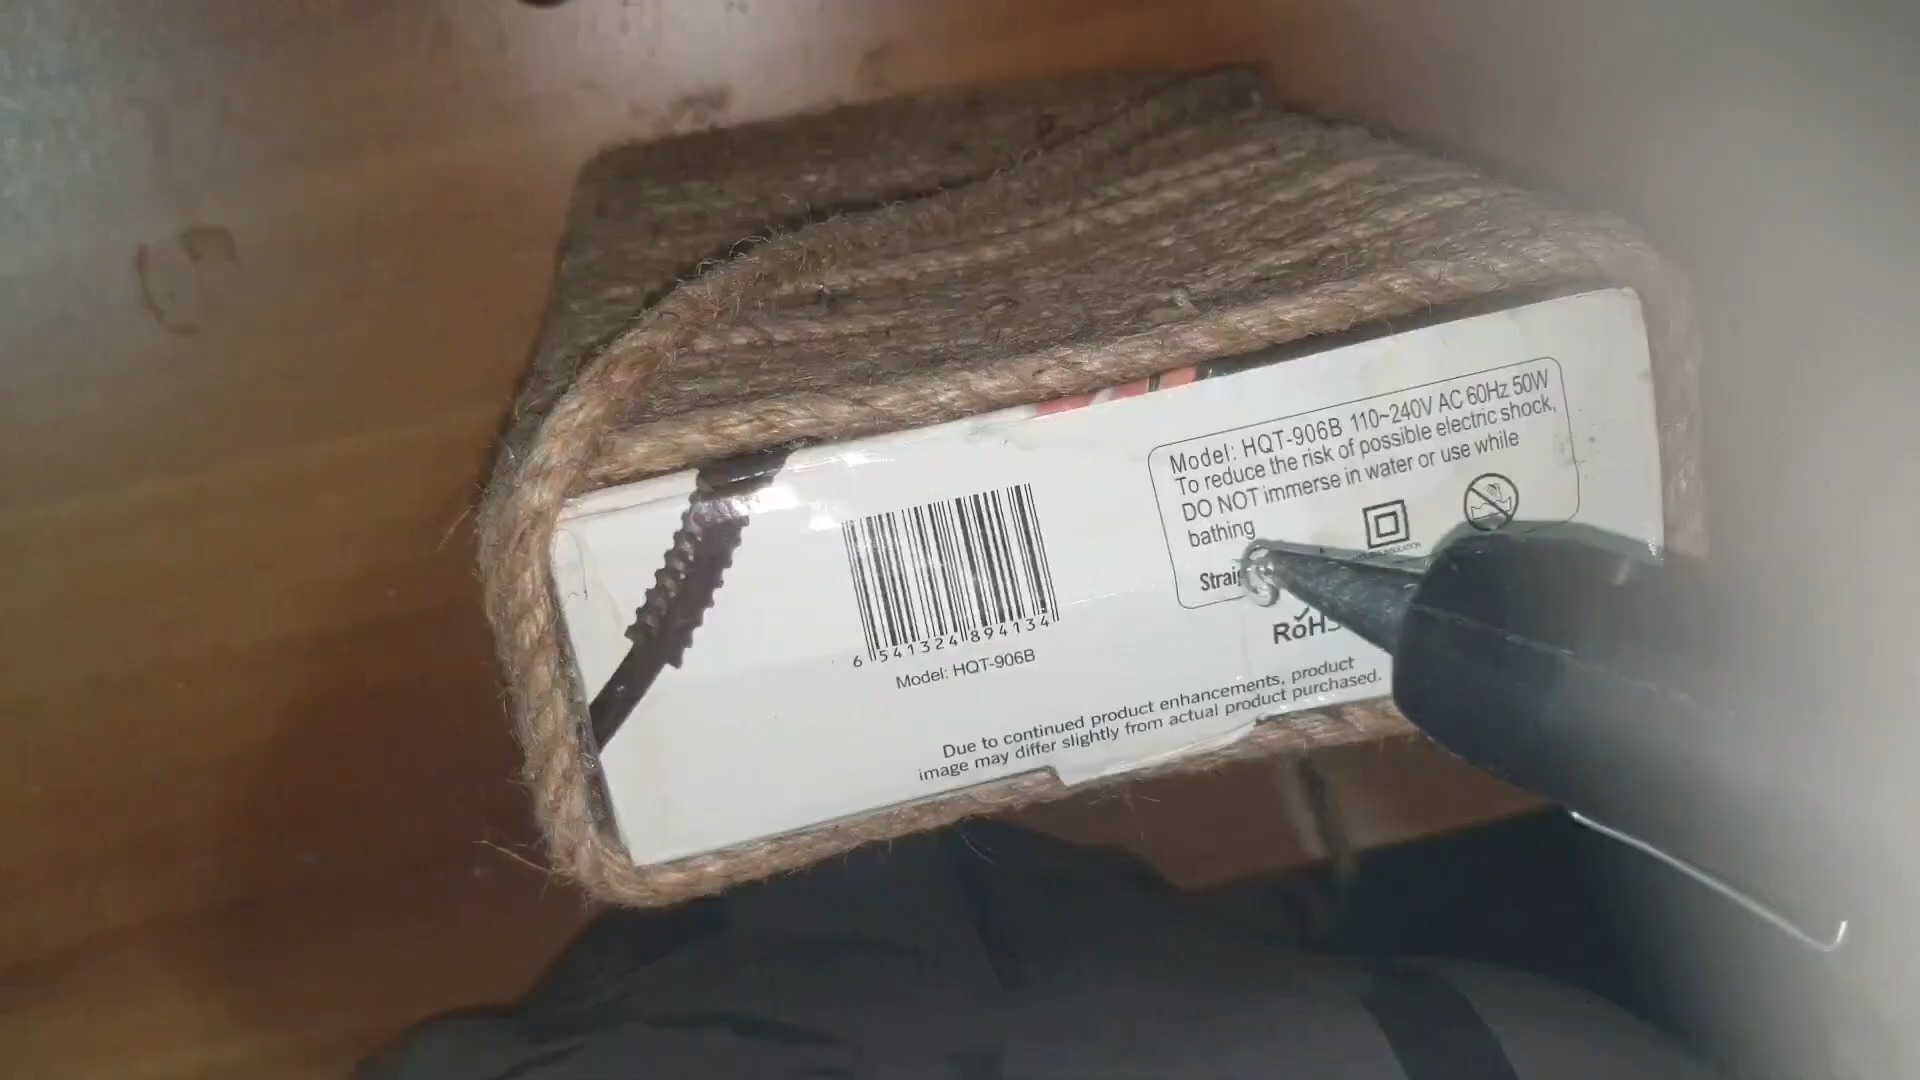 Model: HQT-906B 110~240V AC 60Hz 50W
To reduce the risk of possible electric shock,
DO NOT immerse in water or use while
bathing
RoHS
6 541324 894134
Model: HQT-906B
Due to continued product enhancements, product
image may differ slightly from actual product purchased.